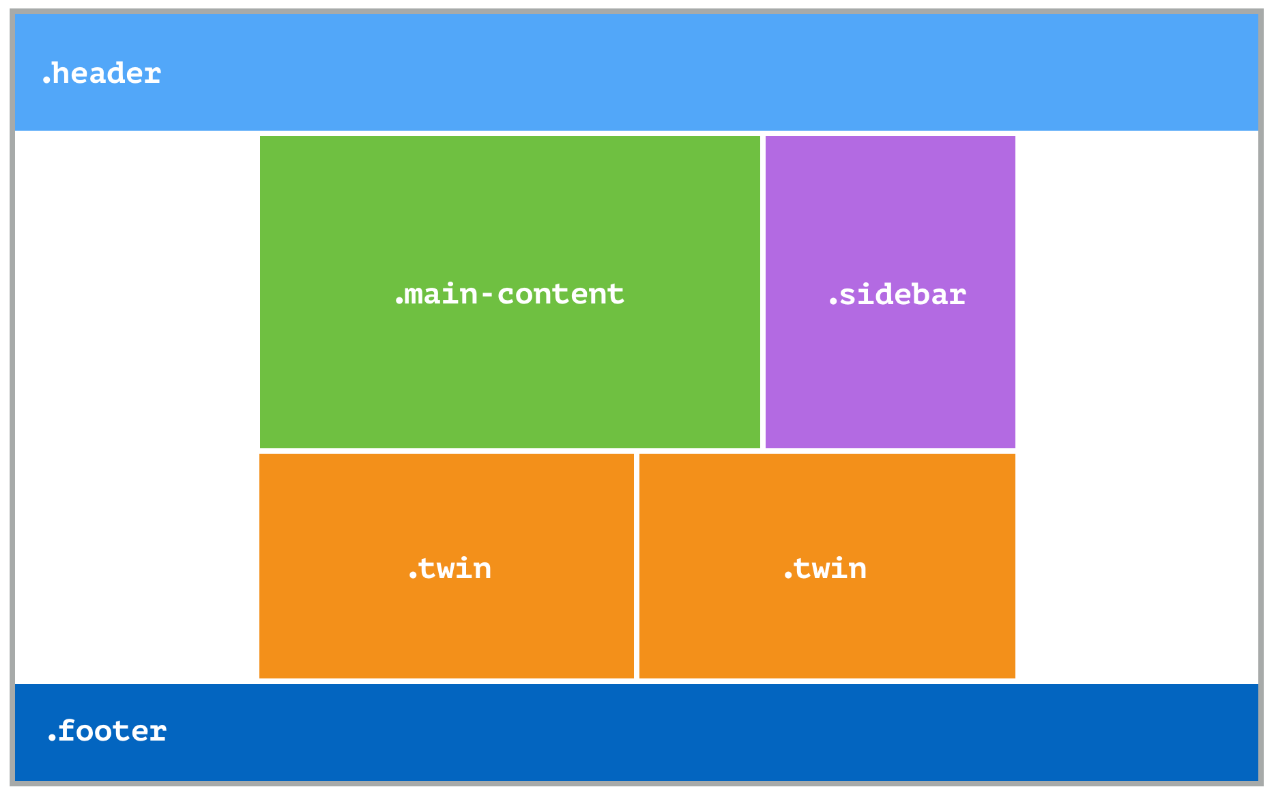 .header
.main-content
.sidebar
.twin
.twin
.footer